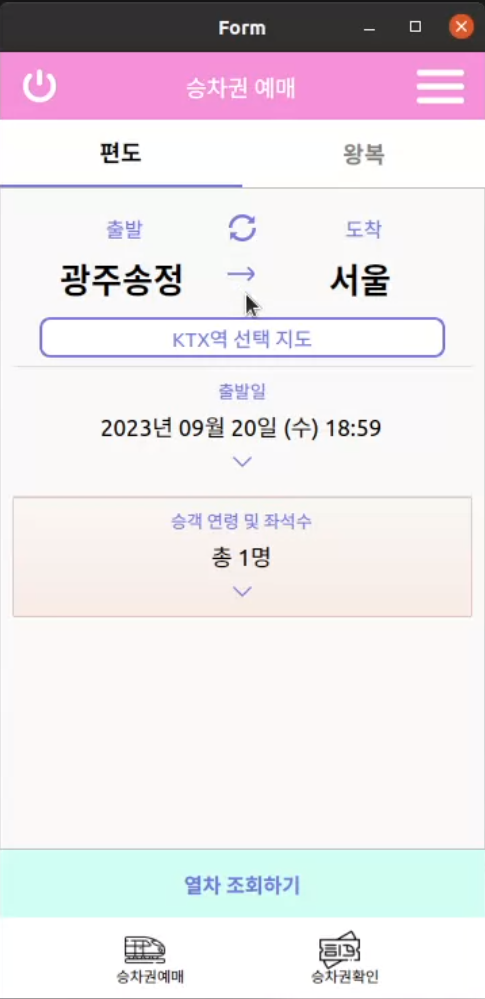 Form
승차권 예매
편도 왕복
출발 도착
광주송정 → 서울
KTX역 선택 지도
출발일
2023년 09월 20일 (수) 18:59
승객 연령 및 좌석수
총 1명
열차 조회하기
승차권예매 승차권확인